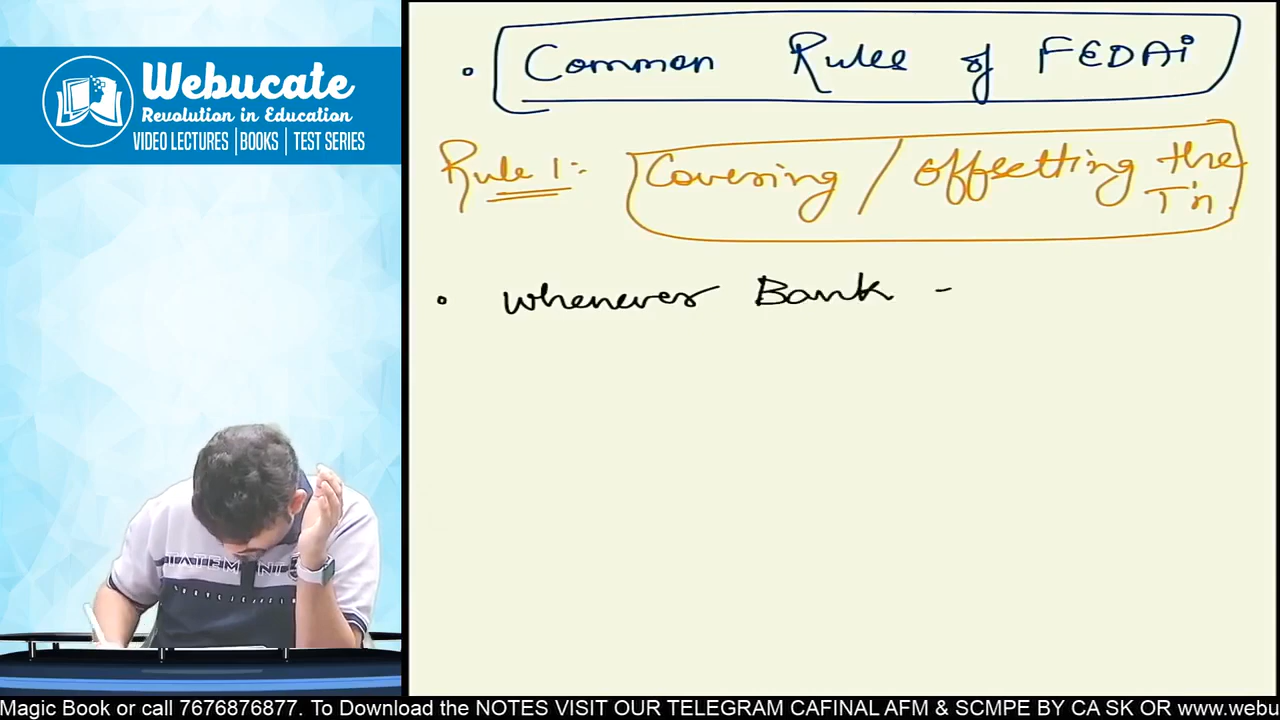 Webucate
Revolution in Education
VIDEO LECTURES | BOOKS | TEST SERIES
• Common Rules of FEDAi
Rule 1:- Covering / Offsetting the
T'n.
• Whenever Bank -
STATEMENT
Magic Book or call 7676876877. To Download the NOTES VISIT OUR TELEGRAM CAFINAL AFM & SCMPE BY CA SK OR www.webu